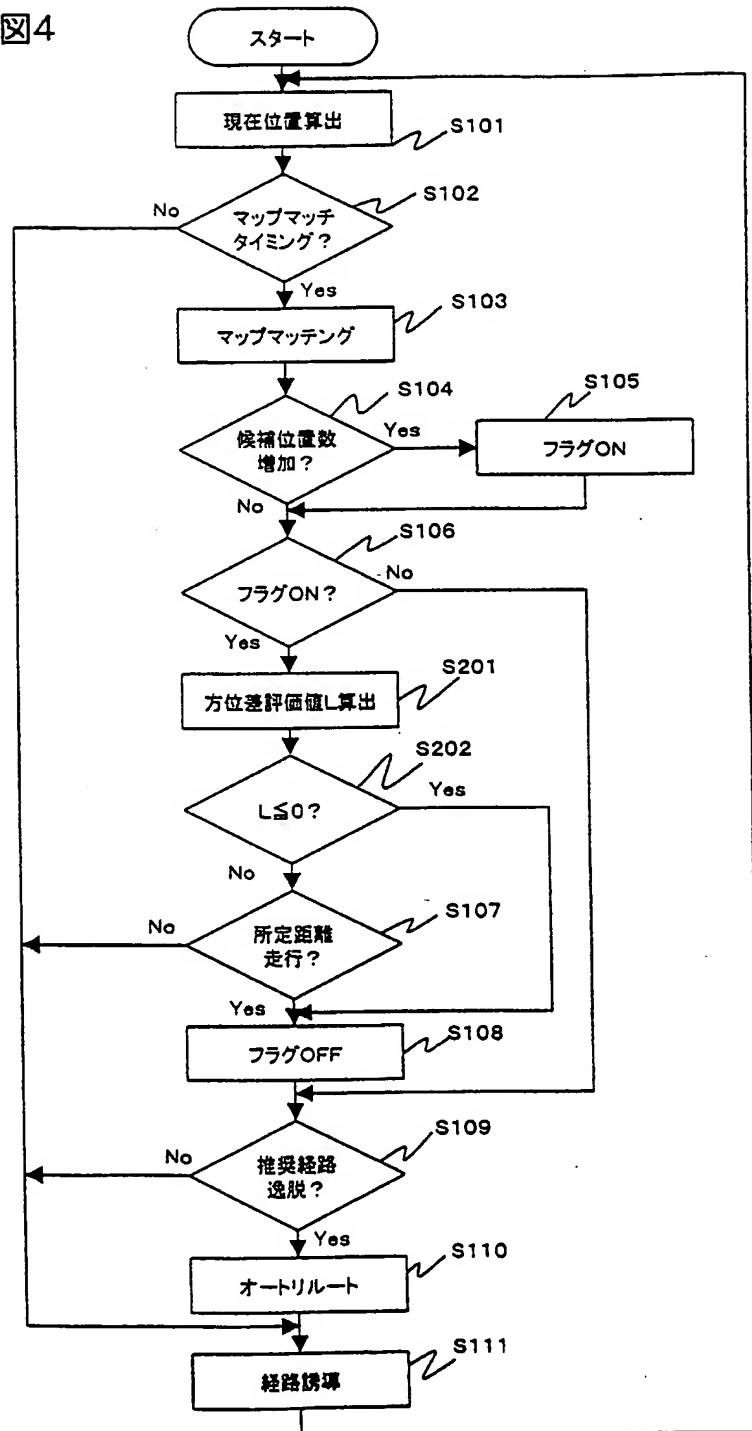 図4
スタート
現在位置算出
S101
マップマッチ
タイミング?
S102
No
Yes
マップマッテング
S103
候補位置数
増加?
S104
Yes
No
フラグON
S105
フラグON?
S106
No
Yes
方位差評価値L算出
S201
L≦0?
S202
Yes
No
所定距離
走行?
S107
No
Yes
フラグOFF
S108
推奨経路
逸脱?
S109
No
Yes
オートリルート
S110
経路誘導
S111